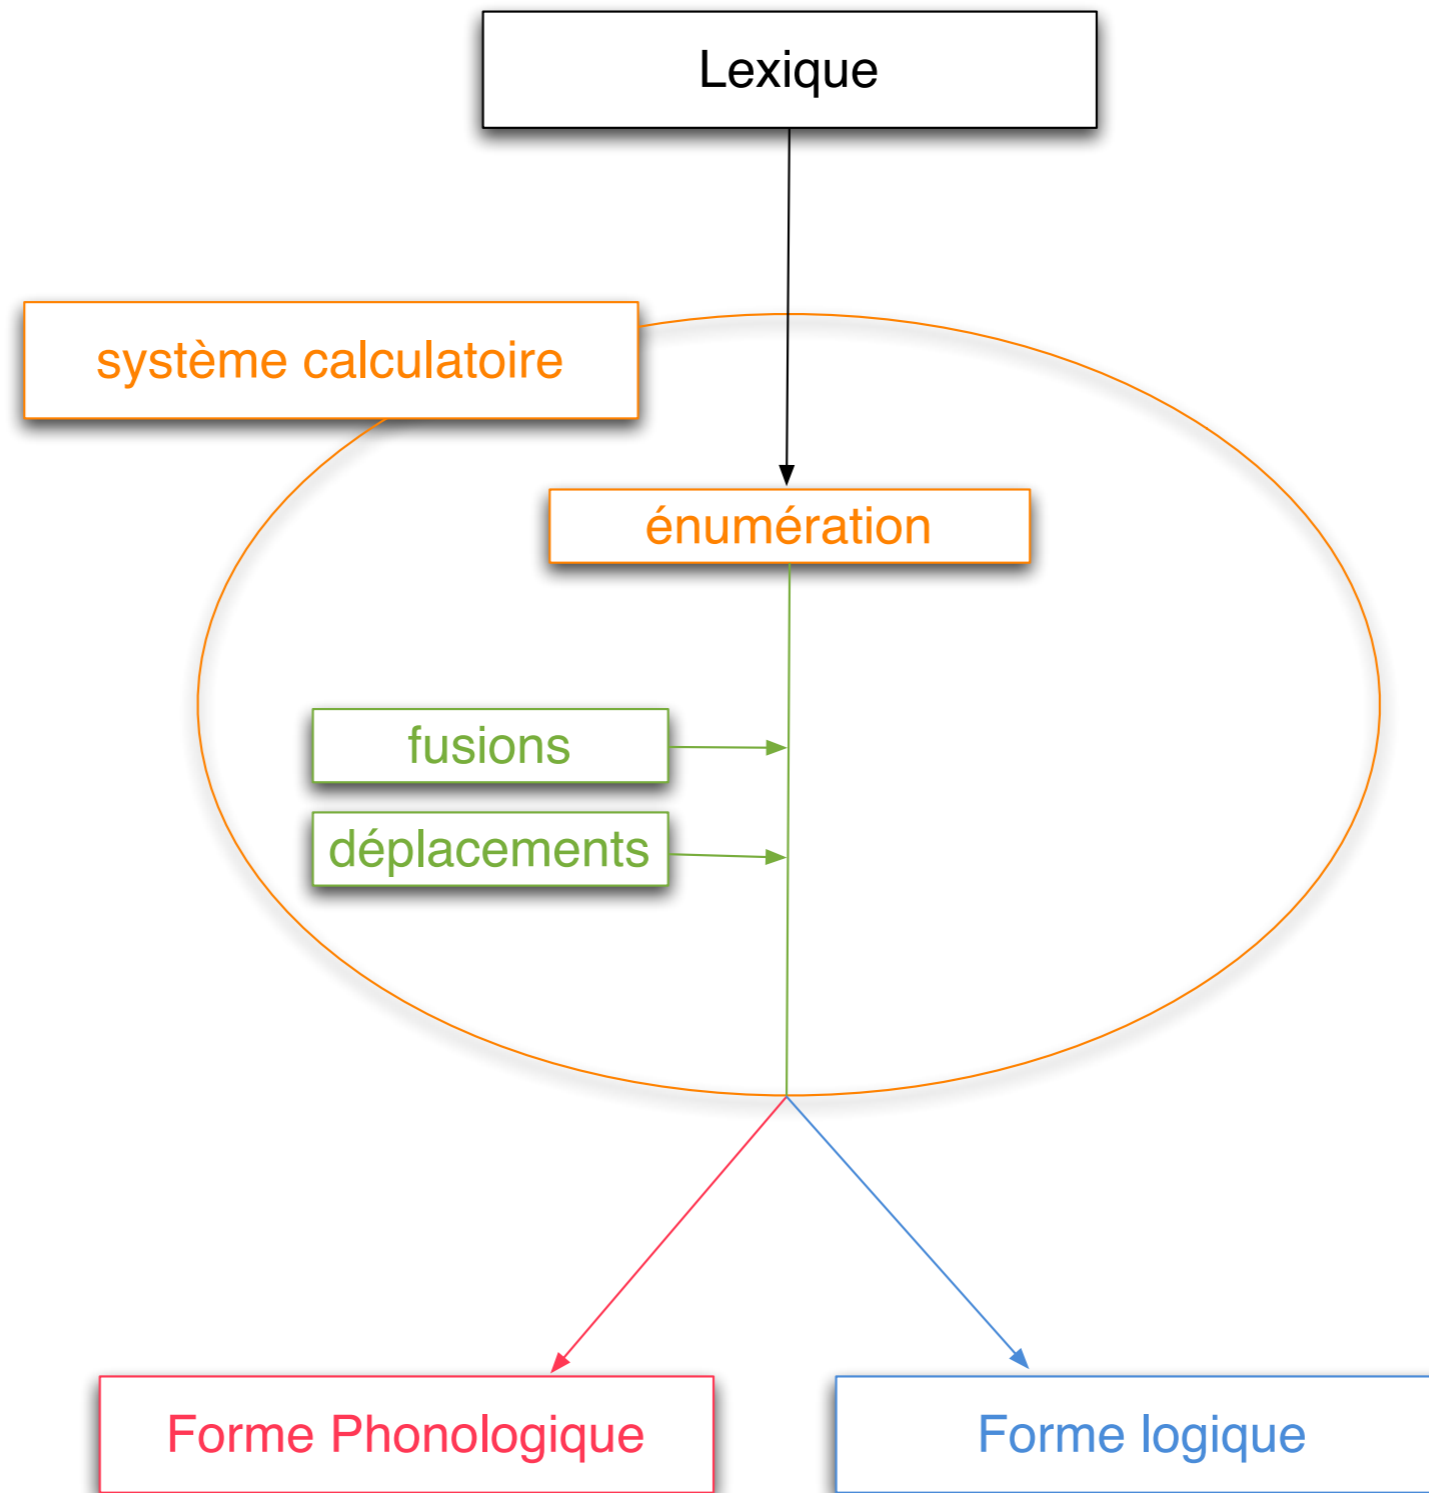 Lexique
système calculatoire
énumération
fusions
déplacements
Forme Phonologique
Forme logique